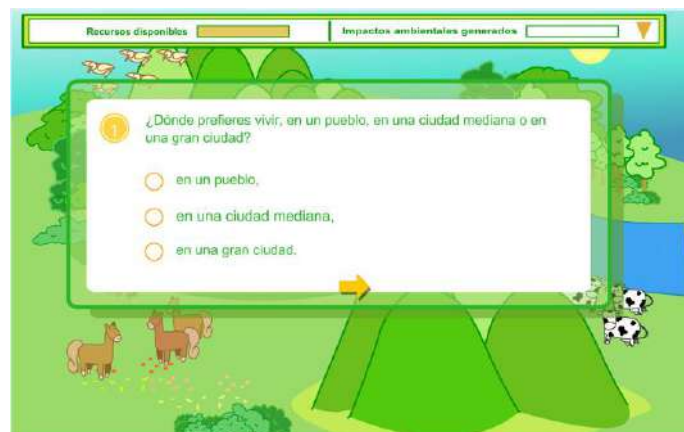 Recursos disponibles
Impactos ambientales generados
1
¿Dónde prefieres vivir, en un pueblo, en una ciudad mediana o en
una gran ciudad?
en un pueblo,
en una ciudad mediana,
en una gran ciudad.